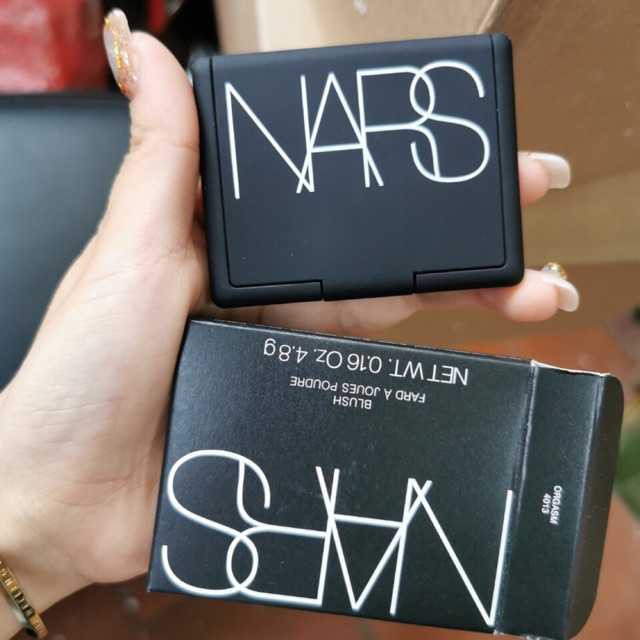 NARS
NARS
BLUSH
FARD À JOUES POUDRE
NET WT. 0.16 Oz. 4.8 g
ORGASM
4013